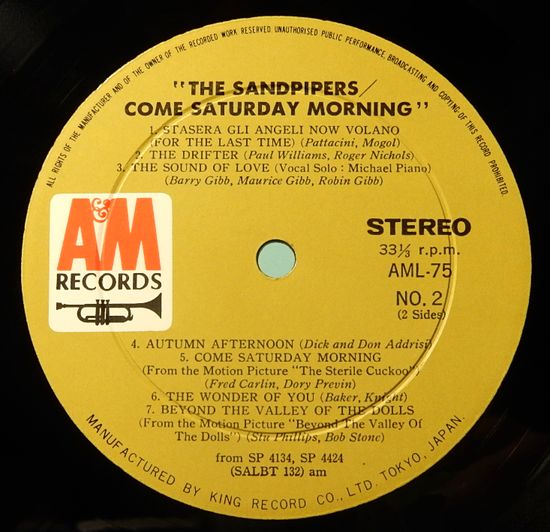 ALL RIGHTS OF THE MANUFACTURER AND OF THE OWNER OF THE RECORDED WORK RESERVED. UNAUTHORISED PUBLIC PERFORMANCE, BROADCASTING AND COPYING OF THIS RECORD PROHIBITED.
"THE SANDPIPERS/
COME SATURDAY MORNING"
1. STASERA GLI ANGELI NOW VOLANO
(FOR THE LAST TIME) (Pattacini, Mogol)
2. THE DRIFTER (Paul Williams, Roger Nichols)
3. THE SOUND OF LOVE (Vocal Solo : Michael Piano)
(Barry Gibb, Maurice Gibb, Robin Gibb)
A&M
RECORDS
STEREO
33⅓ r.p.m.
AML-75
NO. 2
(2 Sides)
4. AUTUMN AFTERNOON (Dick and Don Addrisi)
5. COME SATURDAY MORNING
(From the Motion Picture "The Sterile Cuckoo")
(Fred Carlin, Dory Previn)
6. THE WONDER OF YOU (Baker, Knight)
7. BEYOND THE VALLEY OF THE DOLLS
(From the Motion Picture "Beyond The Valley Of
The Dolls") (Stu Phillips, Bob Stone)
from SP 4134, SP 4424
(SALBT 132) am
MANUFACTURED BY KING RECORD CO., LTD. TOKYO, JAPAN.